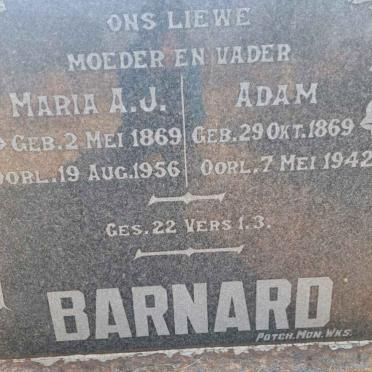 ONS LIEWE
MOEDER EN VADER
MARIA A.J.
GEB. 2 MEI 1869
OORL. 19 AUG. 1956
ADAM
GEB. 29 OKT. 1869
OORL. 7 MEI 1942
GES. 22 VERS 1.3.
BARNARD
POTCH. MON. WKS.